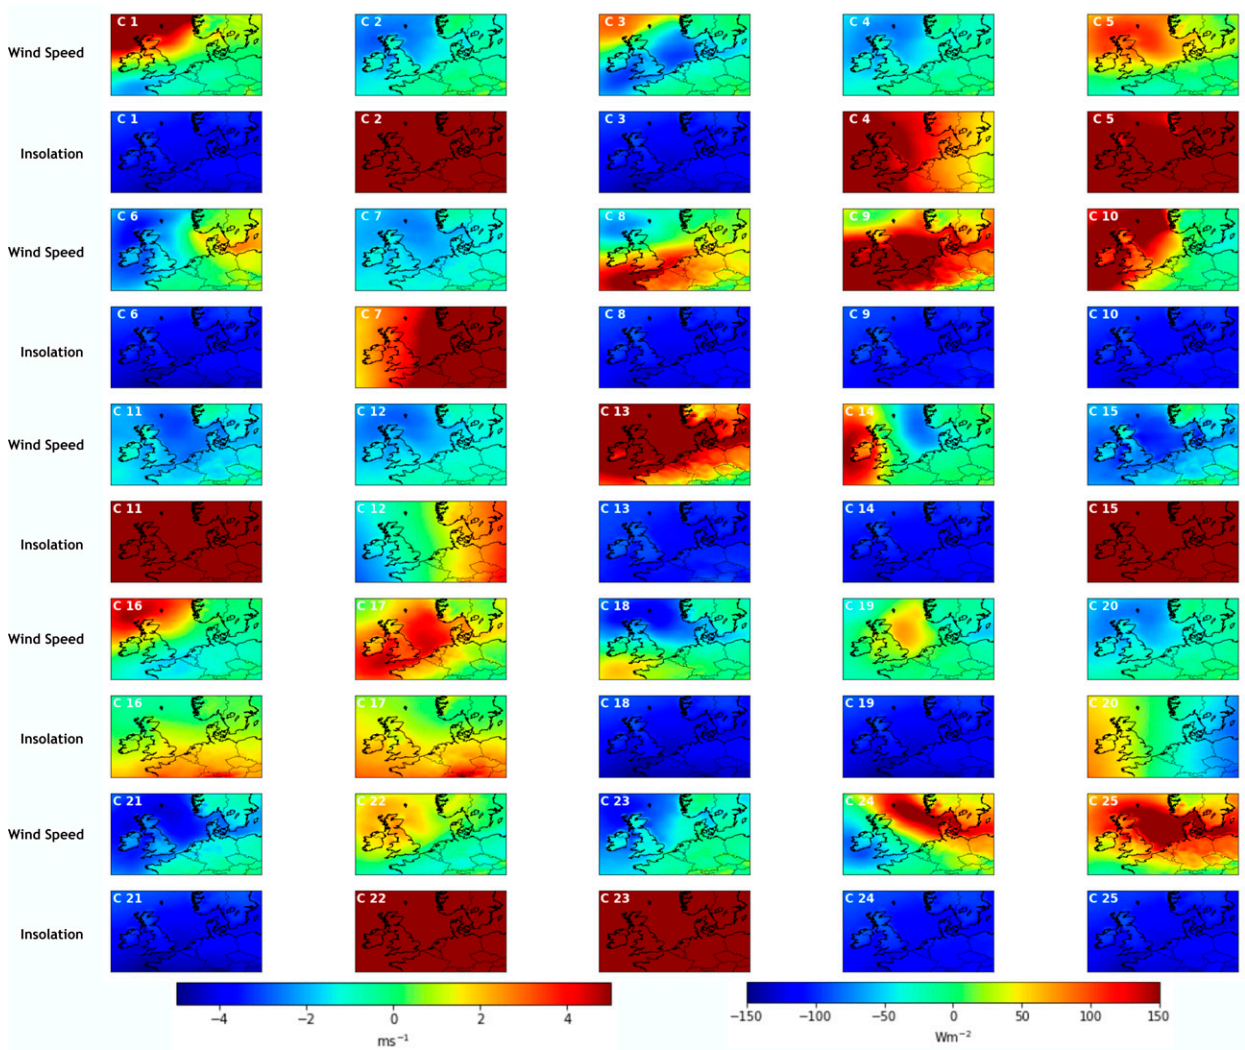 Wind Speed C 1 C 2 C 3 C 4 C 5
Insolation C 1 C 2 C 3 C 4 C 5
Wind Speed C 6 C 7 C 8 C 9 C 10
Insolation C 6 C 7 C 8 C 9 C 10
Wind Speed C 11 C 12 C 13 C 14 C 15
Insolation C 11 C 12 C 13 C 14 C 15
Wind Speed C 16 C 17 C 18 C 19 C 20
Insolation C 16 C 17 C 18 C 19 C 20
Wind Speed C 21 C 22 C 23 C 24 C 25
Insolation C 21 C 22 C 23 C 24 C 25
−4 −2 0 2 4
ms⁻¹
−150 −100 −50 0 50 100 150
Wm⁻²